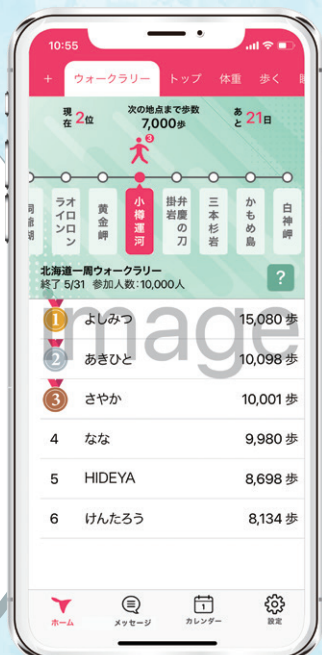 10:55
+ ウォークラリー トップ 体重 歩く
現在 2位 次の地点まで歩数 7,000歩 あと 21日
3
オロロンライン 黄金岬 小樽運河 弁慶の刀掛岩 三本杉岩 かもめ島 白神岬
北海道一周ウォークラリー
終了 5/31 参加人数:10,000人
?
image
1 よしみつ 15,080 歩
2 あきひと 10,098 歩
3 さやか 10,001 歩
4 なな 9,980 歩
5 HIDEYA 8,698 歩
6 けんたろう 8,134 歩
ホーム メッセージ 1 カレンダー 設定